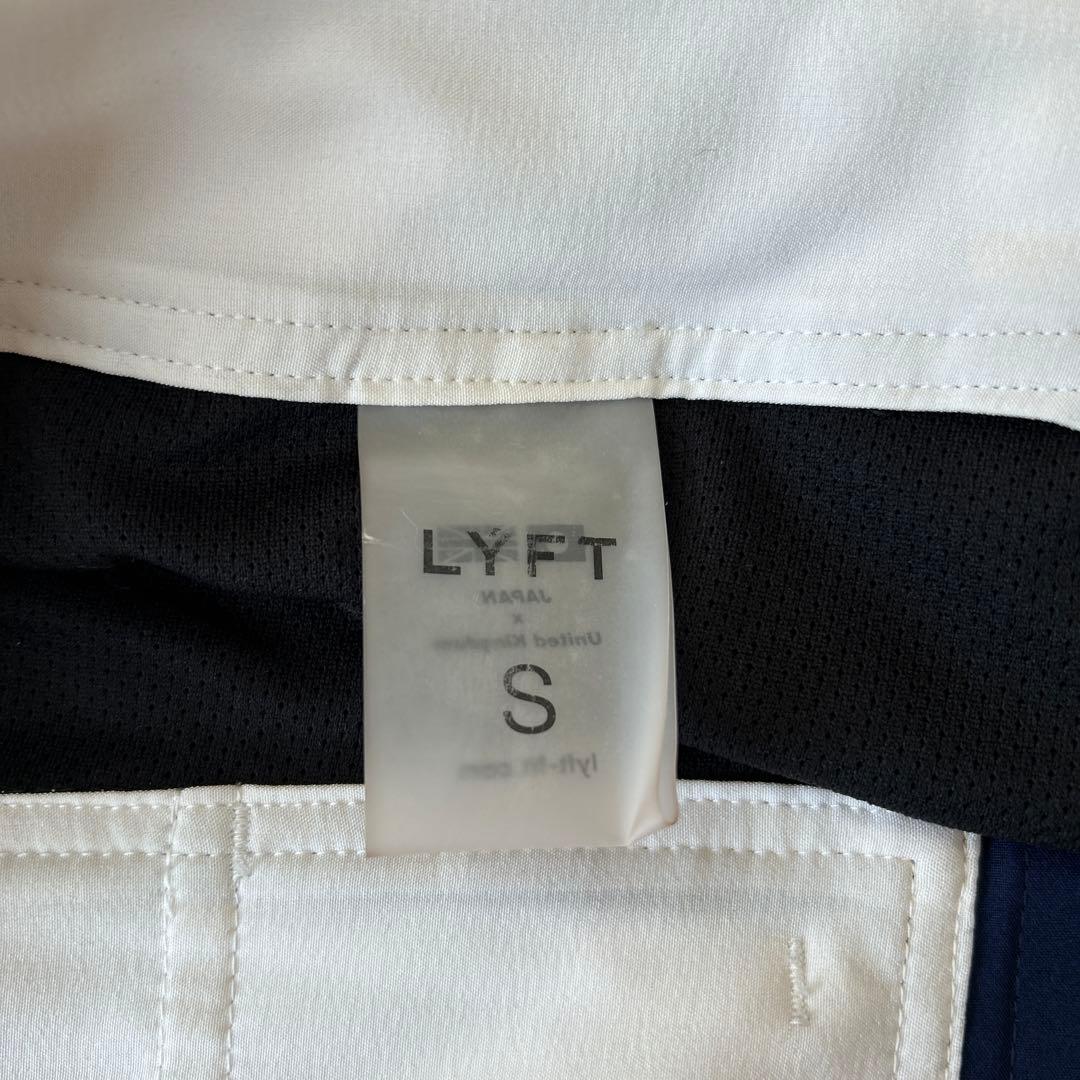 LYFT
JAPAN
x
United Kingdom
S
lyft-fit.com